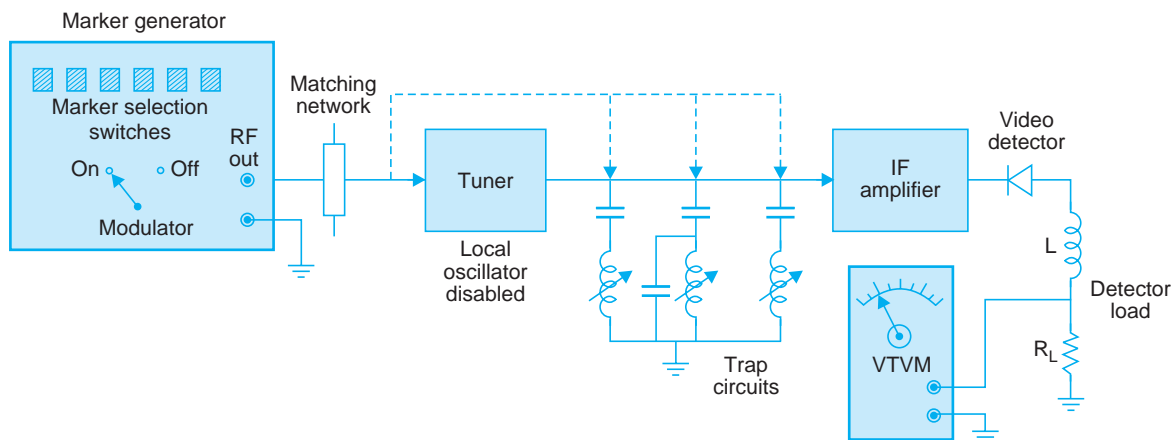 Marker generator
Marker selection
switches
On
Off
RF
out
Modulator
Matching
network
Tuner
Local
oscillator
disabled
Trap
circuits
IF
amplifier
Video
detector
L
Detector
load
R_L
VTVM